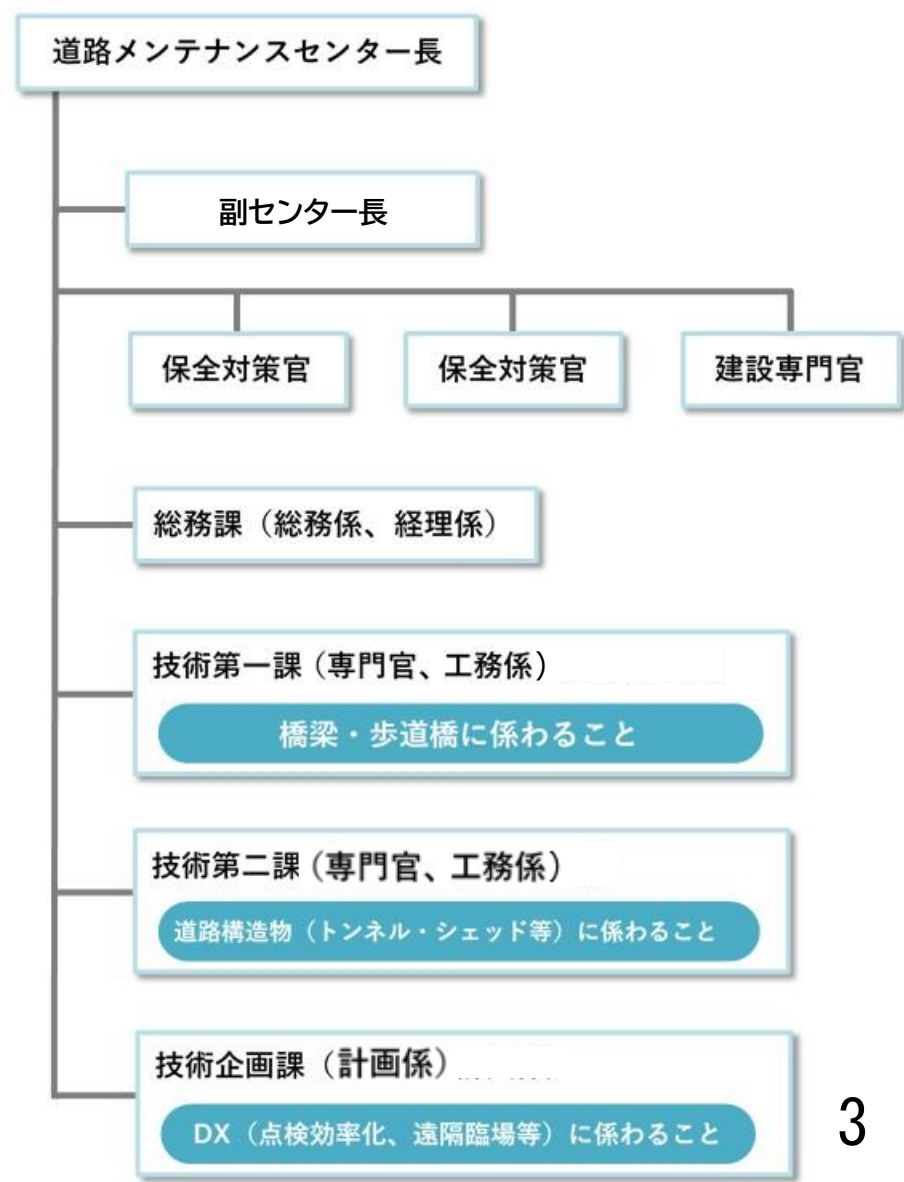 道路メンテナンスセンター長
副センター長
保全対策官
保全対策官
建設専門官
総務課（総務係、経理係）
技術第一課（専門官、工務係）
橋梁・歩道橋に係わること
技術第二課（専門官、工務係）
道路構造物（トンネル・シェッド等）に係わること
技術企画課（計画係）
DX（点検効率化、遠隔臨場等）に係わること
3